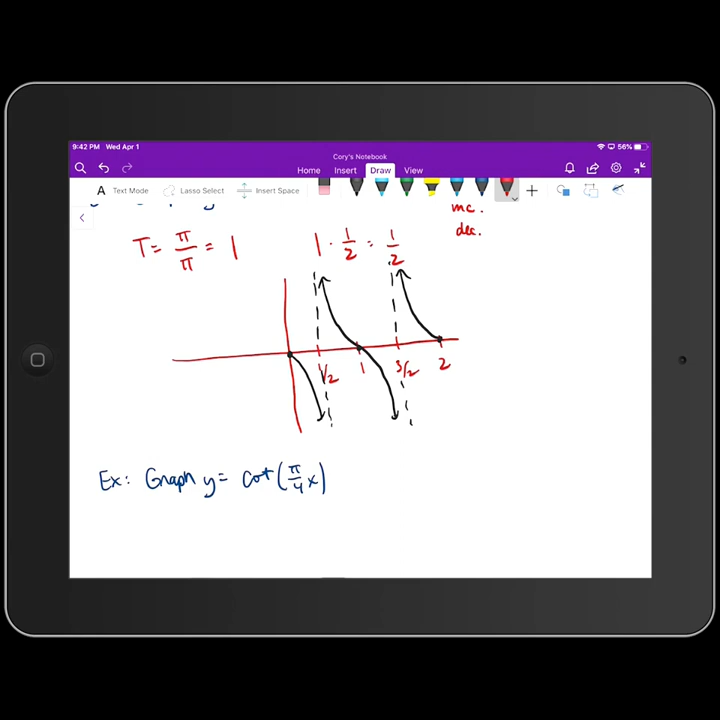 9:42 PM Wed Apr 1
56%
Cory's Notebook
Home Insert Draw View
A Text Mode Lasso Select Insert Space
inc.
dec.
T = π/π = 1
1 · 1/2 = 1/2
1/2 1 3/2 2
Ex: Graph y = cot(π/4 x)